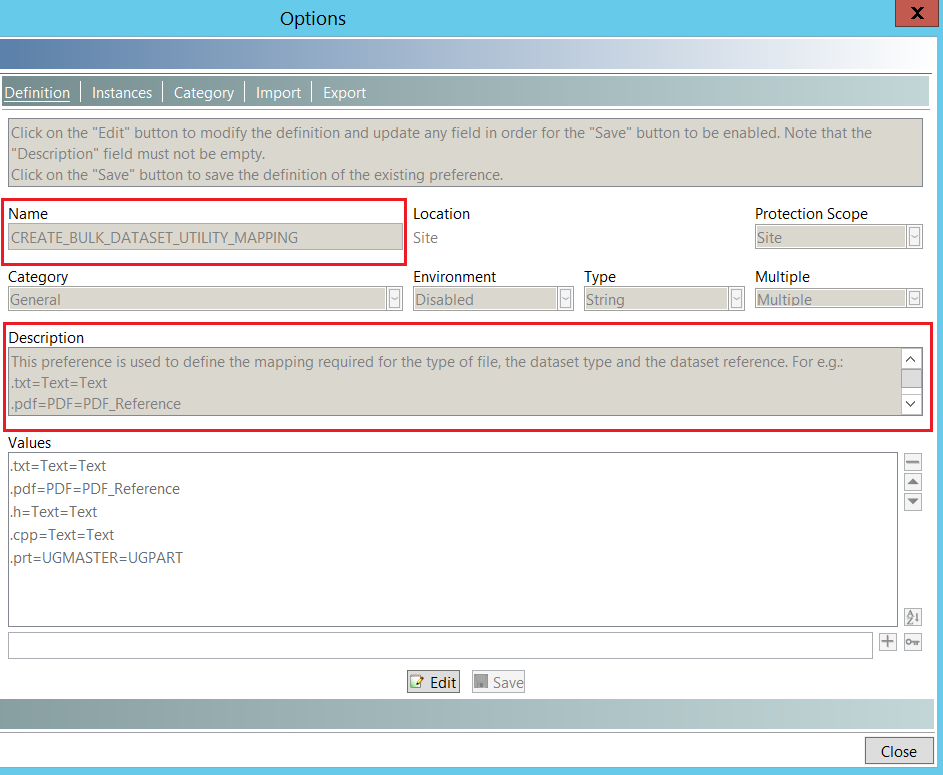 Options
Definition
Instances
Category
Import
Export
Click on the "Edit" button to modify the definition and update any field in order for the "Save" button to be enabled. Note that the
"Description" field must not be empty.
Click on the "Save" button to save the definition of the existing preference.
Name
Location
Protection Scope
CREATE_BULK_DATASET_UTILITY_MAPPING
Site
Site
Category
Environment
Type
Multiple
General
Disabled
String
Multiple
Description
This preference is used to define the mapping required for the type of file, the dataset type and the dataset reference. For e.g.:
.txt=Text=Text
.pdf=PDF=PDF_Reference
Values
.txt=Text=Text
.pdf=PDF=PDF_Reference
.h=Text=Text
.cpp=Text=Text
.prt=UGMASTER=UGPART
Edit
Save
Close